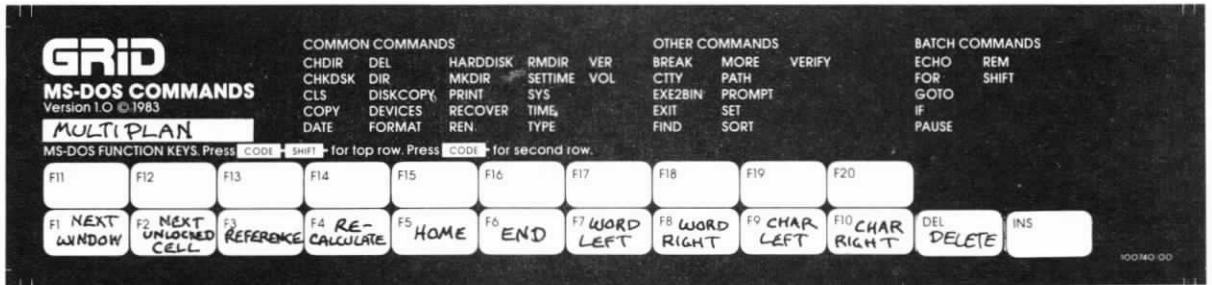 GRiD
MS-DOS COMMANDS
Version 1.0 © 1983
MULTIPLAN
COMMON COMMANDS
CHDIR DEL HARDDISK RMDIR VER
CHKDSK DIR MKDIR SETTIME VOL
CLS DISKCOPY PRINT SYS
COPY DEVICES RECOVER TIME
DATE FORMAT REN TYPE
OTHER COMMANDS
BREAK MORE VERIFY
CTTY PATH
EXE2BIN PROMPT
EXIT SET
FIND SORT
BATCH COMMANDS
ECHO REM
FOR SHIFT
GOTO
IF
PAUSE
MS-DOS FUNCTION KEYS. Press CODE - SHIFT - for top row. Press CODE - for second row.
F11 F12 F13 F14 F15 F16 F17 F18 F19 F20
F1 NEXT
WINDOW
F2 NEXT
UNLOCKED
CELL
F3
REFERENCE
F4 RE-
CALCULATE
F5 HOME
F6 END
F7 WORD
LEFT
F8 WORD
RIGHT
F9 CHAR
LEFT
F10 CHAR
RIGHT
DEL
DELETE
INS
100740-00